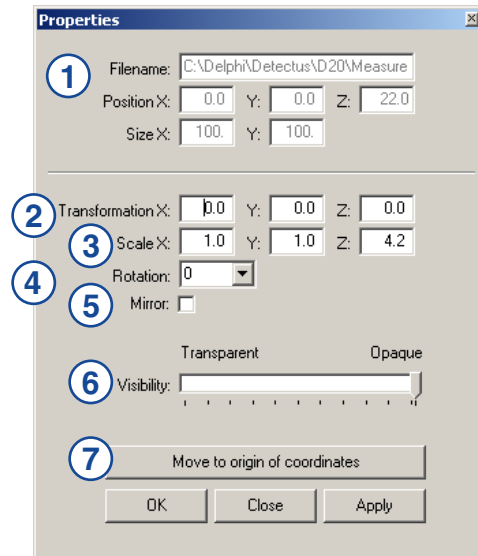 Properties
1 Filename: C:\Delphi\Detectus\D20\Measure
Position X: 0.0 Y: 0.0 Z: 22.0
Size X: 100. Y: 100.
2 Transformation X: 0.0 Y: 0.0 Z: 0.0
3 Scale X: 1.0 Y: 1.0 Z: 4.2
4 Rotation: 0
5 Mirror:
Transparent Opaque
6 Visibility:
7 Move to origin of coordinates
OK Close Apply